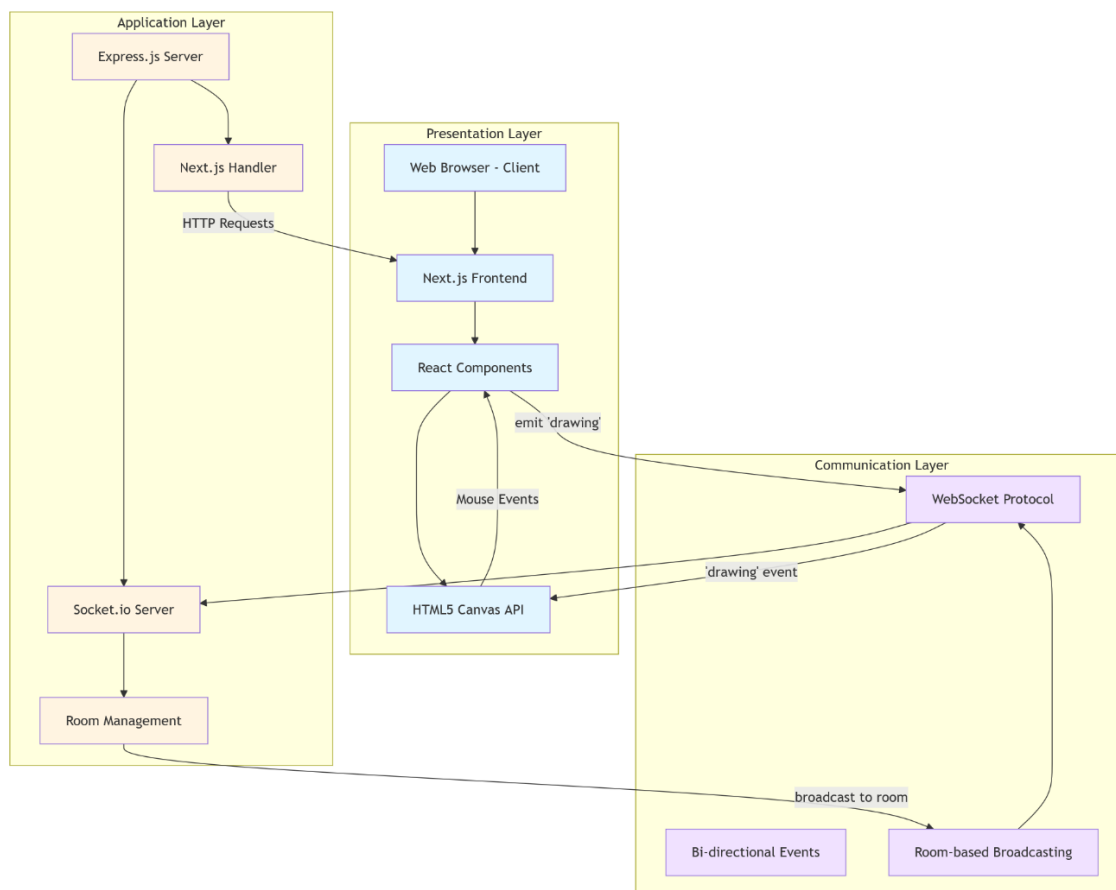 Application Layer
Express.js Server
Next.js Handler
HTTP Requests
Socket.io Server
Room Management
Presentation Layer
Web Browser - Client
Next.js Frontend
React Components
emit 'drawing'
Mouse Events
HTML5 Canvas API
Communication Layer
WebSocket Protocol
'drawing' event
broadcast to room
Bi-directional Events
Room-based Broadcasting